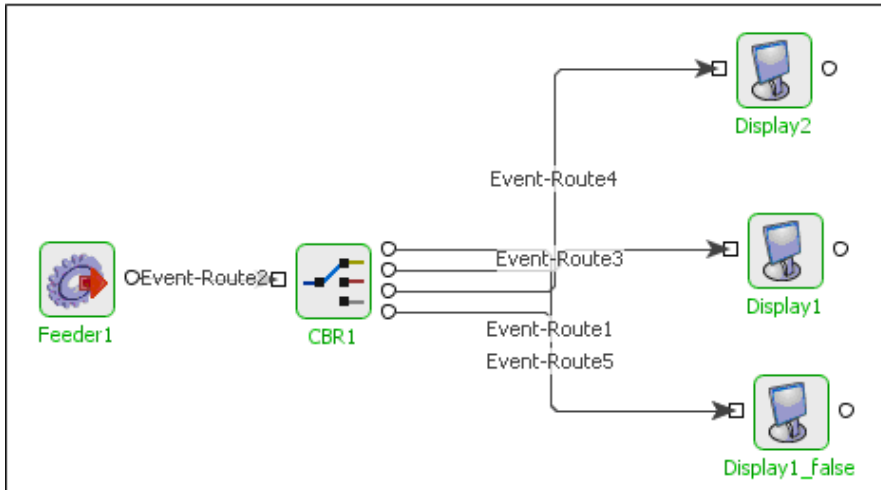 Display2
Event-Route4
Event-Route2
Event-Route3
Feeder1
CBR1
Display1
Event-Route1
Event-Route5
Display1_false